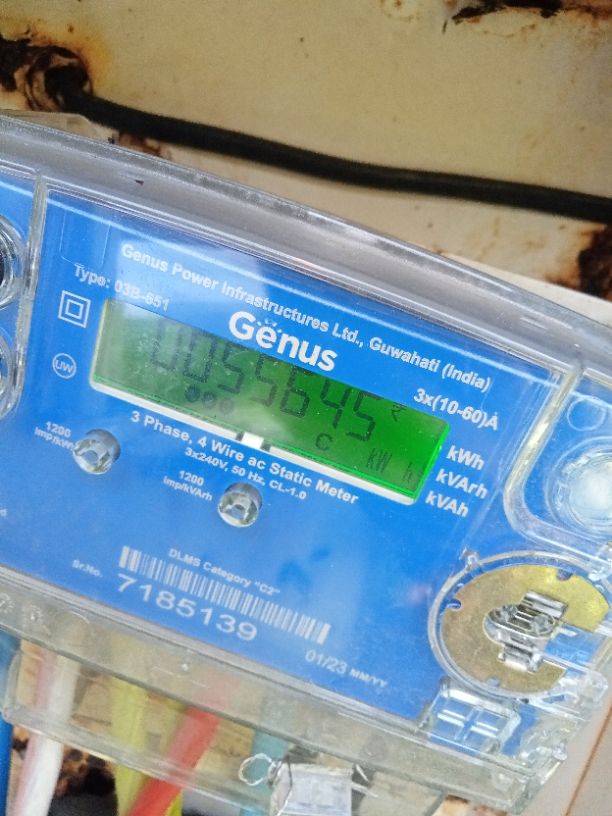 Genus Power Infrastructures Ltd., Guwahati (India)
Type: 03B-651
Genus
3x(10-60)A
UW
0055645
C
kW
kWh
kVArh
kVAh
1200
imp/kWh
3 Phase, 4 Wire ac Static Meter
3x240V, 50 Hz, CL-1.0
1200
imp/kVArh
DLMS Category "C2"
Sr.No.
7185139
01/23 MM/YY